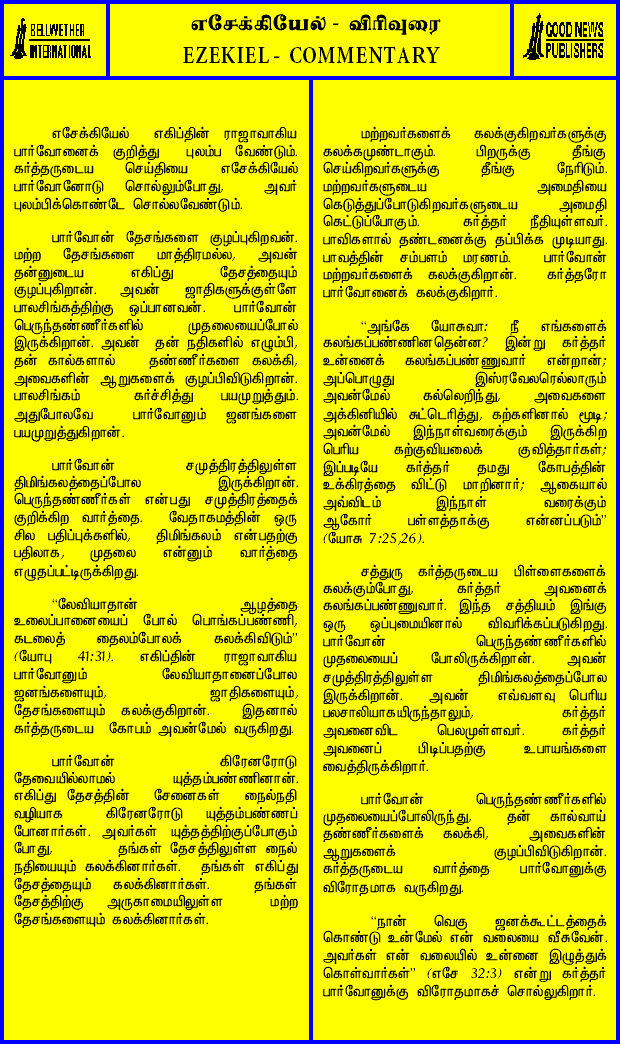 BELLWETHER
INTERNATIONAL
எசேக்கியேல் - விரிவுரை
EZEKIEL - COMMENTARY
GOOD NEWS
PUBLISHERS
எசேக்கியேல் எகிப்தின் ராஜாவாகிய
பார்வோனைக் குறித்து புலம்ப வேண்டும்.
கர்த்தருடைய செய்தியை எசேக்கியேல்
பார்வோனோடு சொல்லும்போது, அவர்
புலம்பிக்கொண்டே சொல்லவேண்டும்.
பார்வோன் தேசங்களை குழப்புகிறவன்.
மற்ற தேசங்களை மாத்திரமல்ல, அவன்
தன்னுடைய எகிப்து தேசத்தையும்
குழப்புகிறான். அவன் ஜாதிகளுக்குள்ளே
பாலசிங்கத்திற்கு ஒப்பானவன். பார்வோன்
பெருந்தண்ணீர்களில் முதலையைப்போல்
இருக்கிறான். அவன் தன் நதிகளில் எழும்பி,
தன் கால்களால் தண்ணீர்களை கலக்கி,
அவைகளின் ஆறுகளைக் குழப்பிவிடுகிறான்.
பாலசிங்கம் கர்ச்சித்து பயமுறுத்தும்.
அதுபோலவே பார்வோனும் ஜனங்களை
பயமுறுத்துகிறான்.
பார்வோன் சமுத்திரத்திலுள்ள
திமிங்கலத்தைப்போல இருக்கிறான்.
பெருந்தண்ணீர்கள் என்பது சமுத்திரத்தைக்
குறிக்கிற வார்த்தை. வேதாகமத்தின் ஒரு
சில பதிப்புக்களில், திமிங்கலம் என்பதற்கு
பதிலாக, முதலை என்னும் வார்த்தை
எழுதப்பட்டிருக்கிறது.
“லேவியாதான் ஆழத்தை
உலைப்பானையைப் போல் பொங்கப்பண்ணி,
கடலைத் தைலம்போலக் கலக்கிவிடும்”
(யோபு 41:31). எகிப்தின் ராஜாவாகிய
பார்வோனும் லேவியாதானைப்போல
ஜனங்களையும், ஜாதிகளையும்,
தேசங்களையும் கலக்குகிறான். இதனால்
கர்த்தருடைய கோபம் அவன்மேல் வருகிறது.
பார்வோன் கிரேனரோடு
தேவையில்லாமல் யுத்தம்பண்ணினான்.
எகிப்து தேசத்தின் சேனைகள் நைல்நதி
வழியாக கிரேனரோடு யுத்தம்பண்ணப்
போனார்கள். அவர்கள் யுத்தத்திற்குப்போகும்
போது, தங்கள் தேசத்திலுள்ள நைல்
நதியையும் கலக்கினார்கள். தங்கள் எகிப்து
தேசத்தையும் கலக்கினார்கள். தங்கள்
தேசத்திற்கு அருகாமையிலுள்ள மற்ற
தேசங்களையும் கலக்கினார்கள்.
மற்றவர்களைக் கலக்குகிறவர்களுக்கு
கலக்கமுண்டாகும். பிறருக்கு தீங்கு
செய்கிறவர்களுக்கு தீங்கு நேரிடும்.
மற்றவர்களுடைய அமைதியை
கெடுத்துப்போடுகிறவர்களுடைய அமைதி
கெட்டுப்போகும். கர்த்தர் நீதியுள்ளவர்.
பாவிகளால் தண்டனைக்கு தப்பிக்க முடியாது.
பாவத்தின் சம்பளம் மரணம். பார்வோன்
மற்றவர்களைக் கலக்குகிறான். கர்த்தரோ
பார்வோனைக் கலக்குகிறார்.
“அங்கே யோசுவா: நீ எங்களைக்
கலங்கப்பண்ணினதென்ன? இன்று கர்த்தர்
உன்னைக் கலங்கப்பண்ணுவார் என்றான்;
அப்பொழுது இஸ்ரவேலரெல்லாரும்
அவன்மேல் கல்லெறிந்து, அவைகளை
அக்கினியில் சுட்டெரித்து, கற்களினால் மூடி;
அவன்மேல் இந்நாள்வரைக்கும் இருக்கிற
பெரிய கற்குவியலைக் குவித்தார்கள்;
இப்படியே கர்த்தர் தமது கோபத்தின்
உக்கிரத்தை விட்டு மாறினார்; ஆகையால்
அவ்விடம் இந்நாள் வரைக்கும்
ஆகோர் பள்ளத்தாக்கு என்னப்படும்”
(யோசு 7:25,26).
சத்துரு கர்த்தருடைய பிள்ளைகளைக்
கலக்கும்போது, கர்த்தர் அவனைக்
கலங்கப்பண்ணுவார். இந்த சத்தியம் இங்கு
ஒரு ஒப்புமையினால் விவரிக்கப்படுகிறது.
பார்வோன் பெருந்தண்ணீர்களில்
முதலையைப் போலிருக்கிறான். அவன்
சமுத்திரத்திலுள்ள திமிங்கலத்தைப்போல
இருக்கிறான். அவன் எவ்வளவு பெரிய
பலசாலியாகயிருந்தாலும், கர்த்தர்
அவனைவிட பெலமுள்ளவர். கர்த்தர்
அவனைப் பிடிப்பதற்கு உபாயங்களை
வைத்திருக்கிறார்.
பார்வோன் பெருந்தண்ணீர்களில்
முதலையைப்போலிருந்து, தன் கால்வாய்
தண்ணீர்களைக் கலக்கி, அவைகளின்
ஆறுகளைக் குழப்பிவிடுகிறான்.
கர்த்தருடைய வார்த்தை பார்வோனுக்கு
விரோதமாக வருகிறது.
“நான் வெகு ஜனக்கூட்டத்தைக்
கொண்டு உன்மேல் என் வலையை வீசுவேன்.
அவர்கள் என் வலையில் உன்னை இழுத்துக்
கொள்வார்கள்” (எசே 32:3) என்று கர்த்தர்
பார்வோனுக்கு விரோதமாகச் சொல்லுகிறார்.